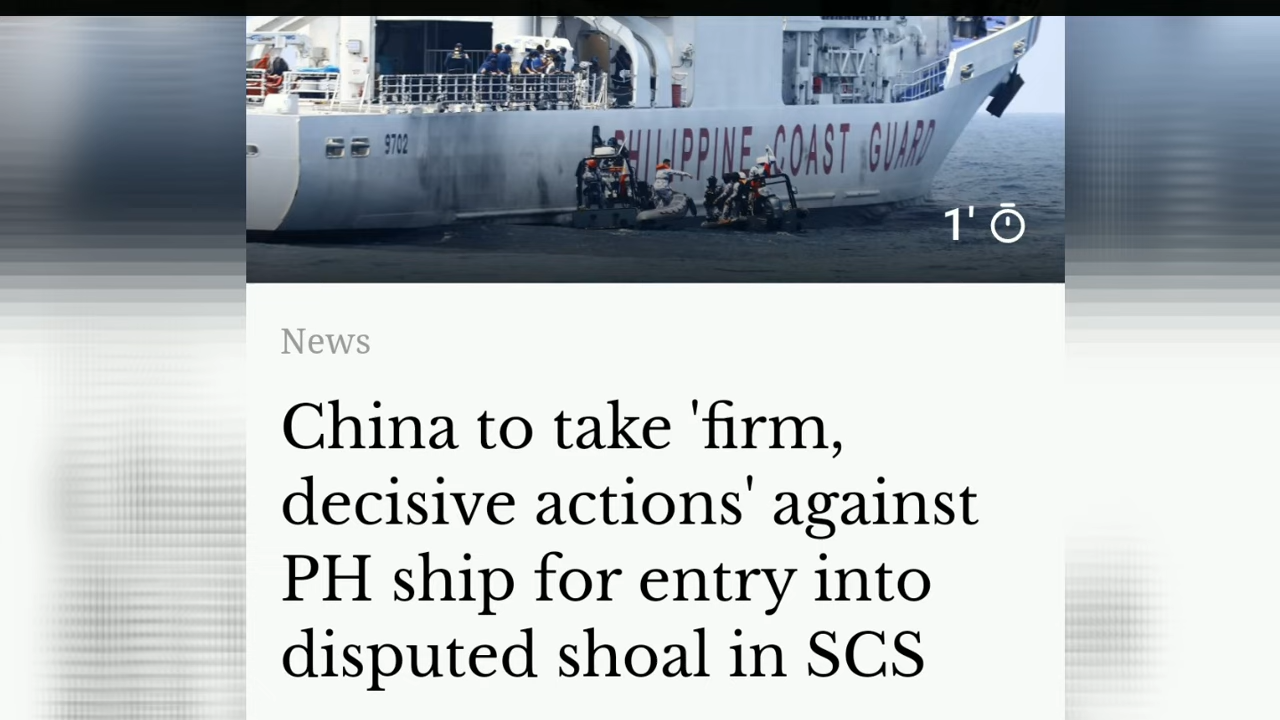 9702
PHILIPPINE COAST GUARD
1'
News
China to take 'firm,
decisive actions' against
PH ship for entry into
disputed shoal in SCS